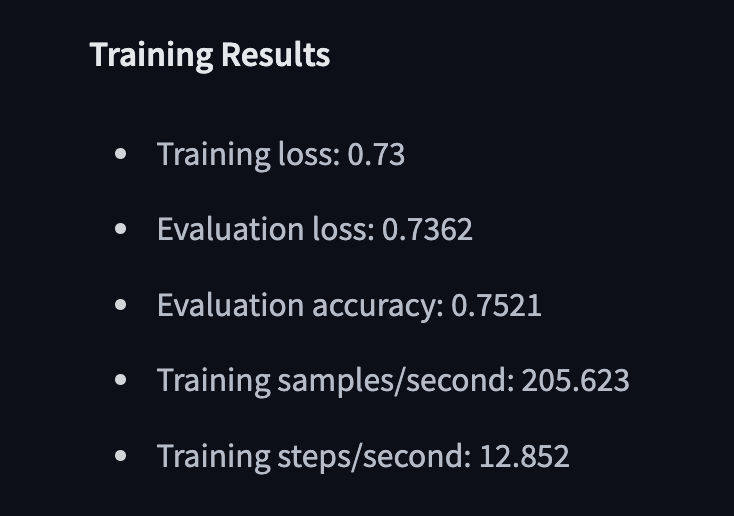 Training Results
• Training loss: 0.73
• Evaluation loss: 0.7362
• Evaluation accuracy: 0.7521
• Training samples/second: 205.623
• Training steps/second: 12.852